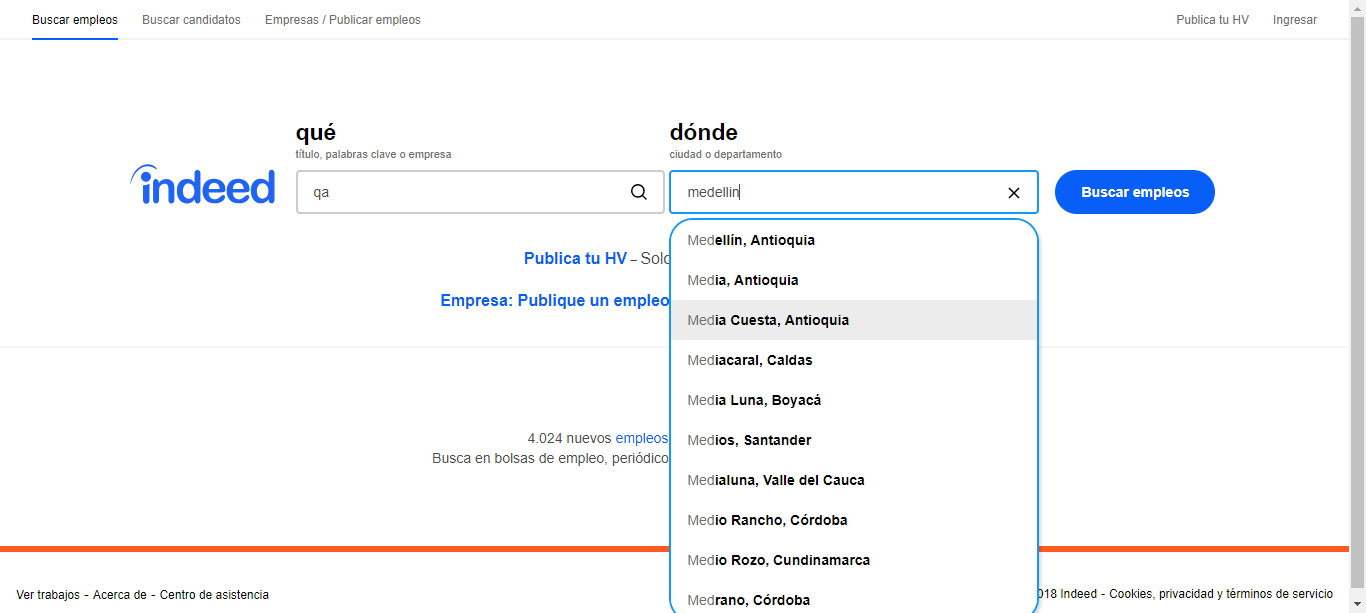 Buscar empleos Buscar candidatos Empresas / Publicar empleos Publica tu HV Ingresar
qué dónde
título, palabras clave o empresa ciudad o departamento
indeed qa medellin Buscar empleos
Medellín, Antioquia
Publica tu HV – Solo
Media, Antioquia
Empresa: Publique un empleo
Media Cuesta, Antioquia
Mediacaral, Caldas
Media Luna, Boyacá
4.024 nuevos empleos Medios, Santander
Busca en bolsas de empleo, periódico
Medialuna, Valle del Cauca
Medio Rancho, Córdoba
Medio Rozo, Cundinamarca
Ver trabajos - Acerca de - Centro de asistencia 018 Indeed - Cookies, privacidad y términos de servicio
Medrano, Córdoba